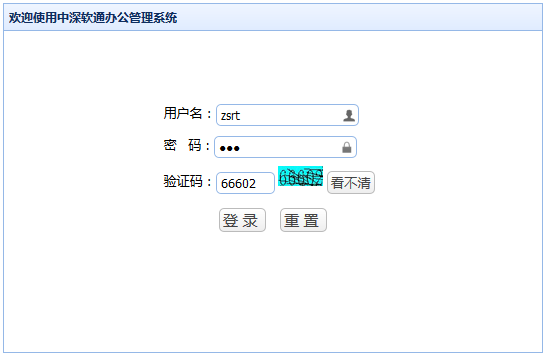 欢迎使用中深软通办公管理系统
用户名： zsrt
密 码： ●●●
验证码： 66602 66602 看不清
登 录 重 置